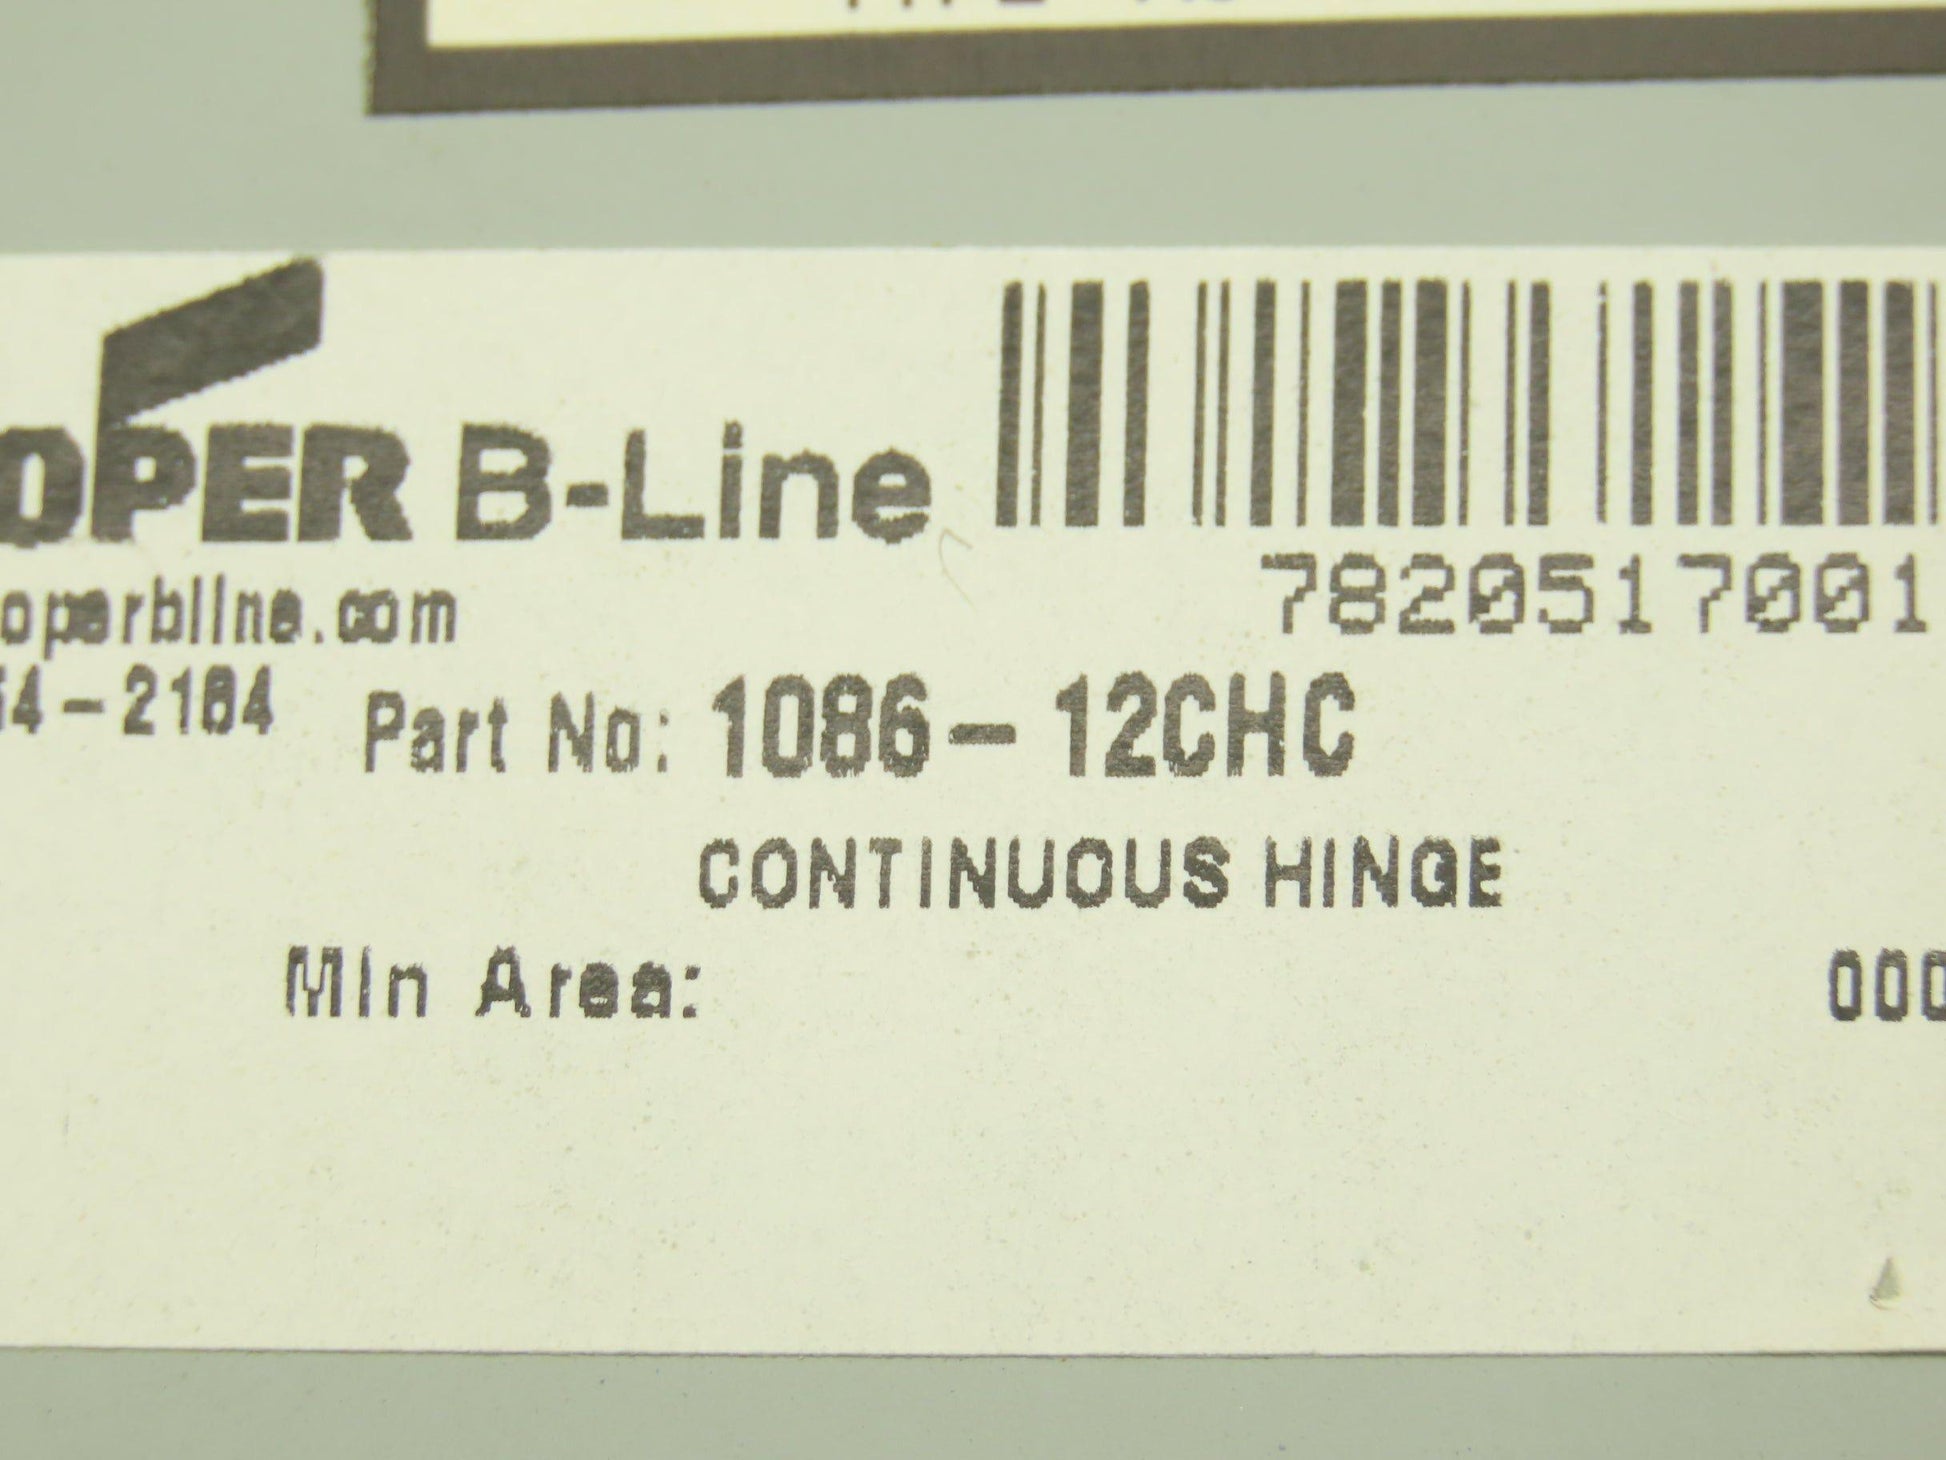 OPER B-Line
7820517001
operbline.com
54-2184 Part No: 1086-12CHC
CONTINUOUS HINGE
Min Area: 000